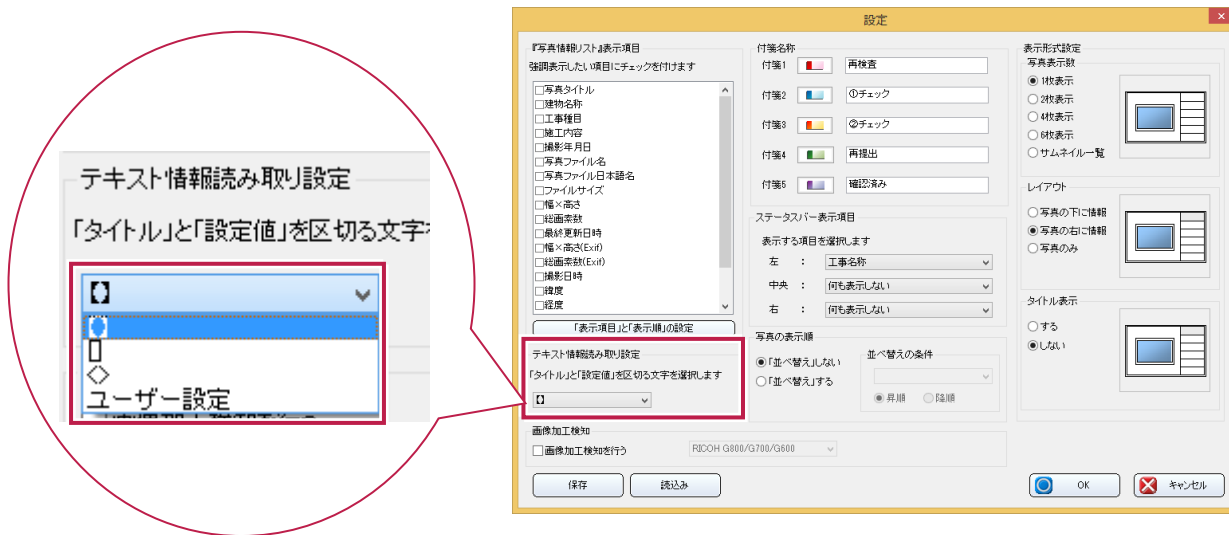 テキスト情報読み取り設定
「タイトル」と「設定値」を区切る文字
【】
【】
[]
<>
ユーザー設定
設定
『写真情報リスト』表示項目
強調表示したい項目にチェックを付けます
写真タイトル
建物名称
工事種目
施工内容
撮影年月日
写真ファイル名
写真ファイル日本語名
ファイルサイズ
幅×高さ
総画素数
最終更新日時
幅×高さ(Exif)
総画素数(Exif)
撮影日時
緯度
経度
「表示項目」と「表示順」の設定
テキスト情報読み取り設定
「タイトル」と「設定値」を区切る文字を選択します
【】
画像加工検知
画像加工検知を行う
RICOH G800/G700/G600
保存
読込み
付箋名称
付箋1 再検査
付箋2 ①チェック
付箋3 ②チェック
付箋4 再提出
付箋5 確認済み
ステータスバー表示項目
表示する項目を選択します
左 : 工事名称
中央 : 何も表示しない
右 : 何も表示しない
写真の表示順
「並べ替え」しない
「並べ替え」する
並べ替えの条件
昇順 降順
表示形式設定
写真表示数
1枚表示
2枚表示
4枚表示
6枚表示
サムネイル一覧
レイアウト
写真の下に情報
写真の右に情報
写真のみ
タイトル表示
する
しない
OK
キャンセル